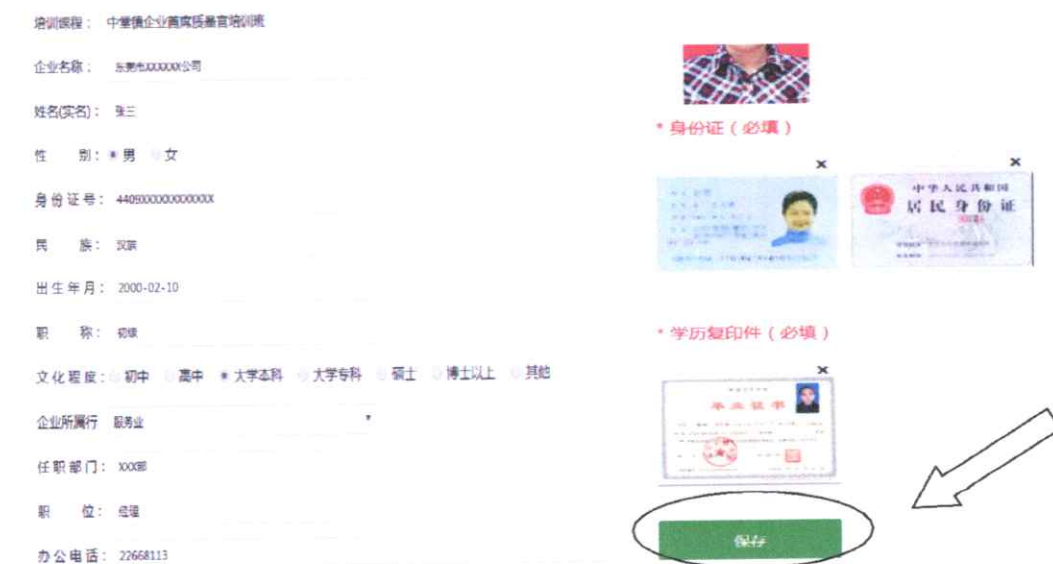 培训课程： 中堂镇企业首席质量官培训班
企业名称： 东莞市XXXXXX公司
姓名(实名)： 张三
性 别： 男 女
身份证号： 4409XXXXXXXXXXXXXX
民 族： 汉族
出生年月： 2000-02-10
职 称： 初级
文化程度： 初中 高中 大学本科 大学专科 硕士 博士以上 其他
企业所属行 服务业
任职部门： XXX部
职 位： 经理
办公电话： 22668113
* 身份证（必填）
中华人民共和国
居民身份证
* 学历复印件（必填）
毕业证书
保存